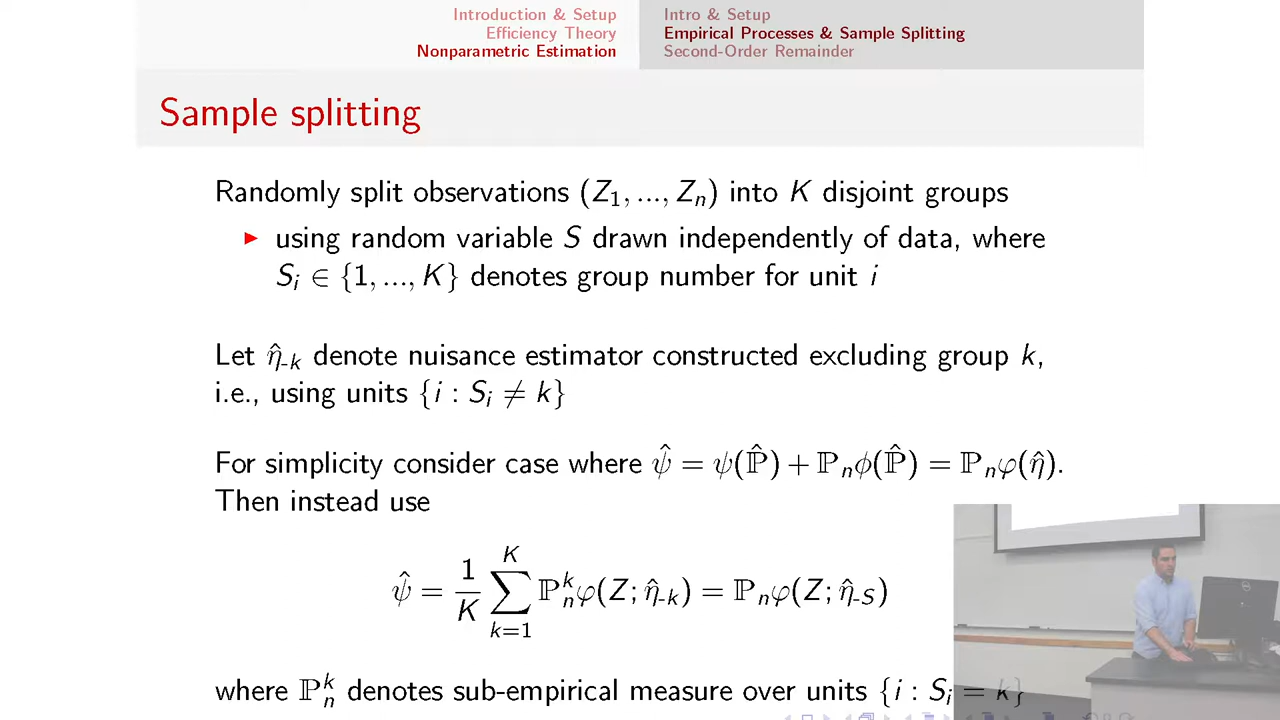 Introduction & Setup
Efficiency Theory
Nonparametric Estimation
Intro & Setup
Empirical Processes & Sample Splitting
Second-Order Remainder
Sample splitting
Randomly split observations (Z₁, ..., Zₙ) into K disjoint groups
▶ using random variable S drawn independently of data, where
Sᵢ ∈ {1, ..., K} denotes group number for unit i
Let η̂₋ₖ denote nuisance estimator constructed excluding group k,
i.e., using units {i : Sᵢ ≠ k}
For simplicity consider case where ψ̂ = ψ(ℙ̂) + ℙₙϕ(ℙ̂) = ℙₙφ(η̂).
Then instead use
ψ̂ = 1/K ∑_{k=1}^{K} ℙₙᵏφ(Z; η̂₋ₖ) = ℙₙφ(Z; η̂_{-S})
where ℙₙᵏ denotes sub-empirical measure over units {i : Sᵢ = k}